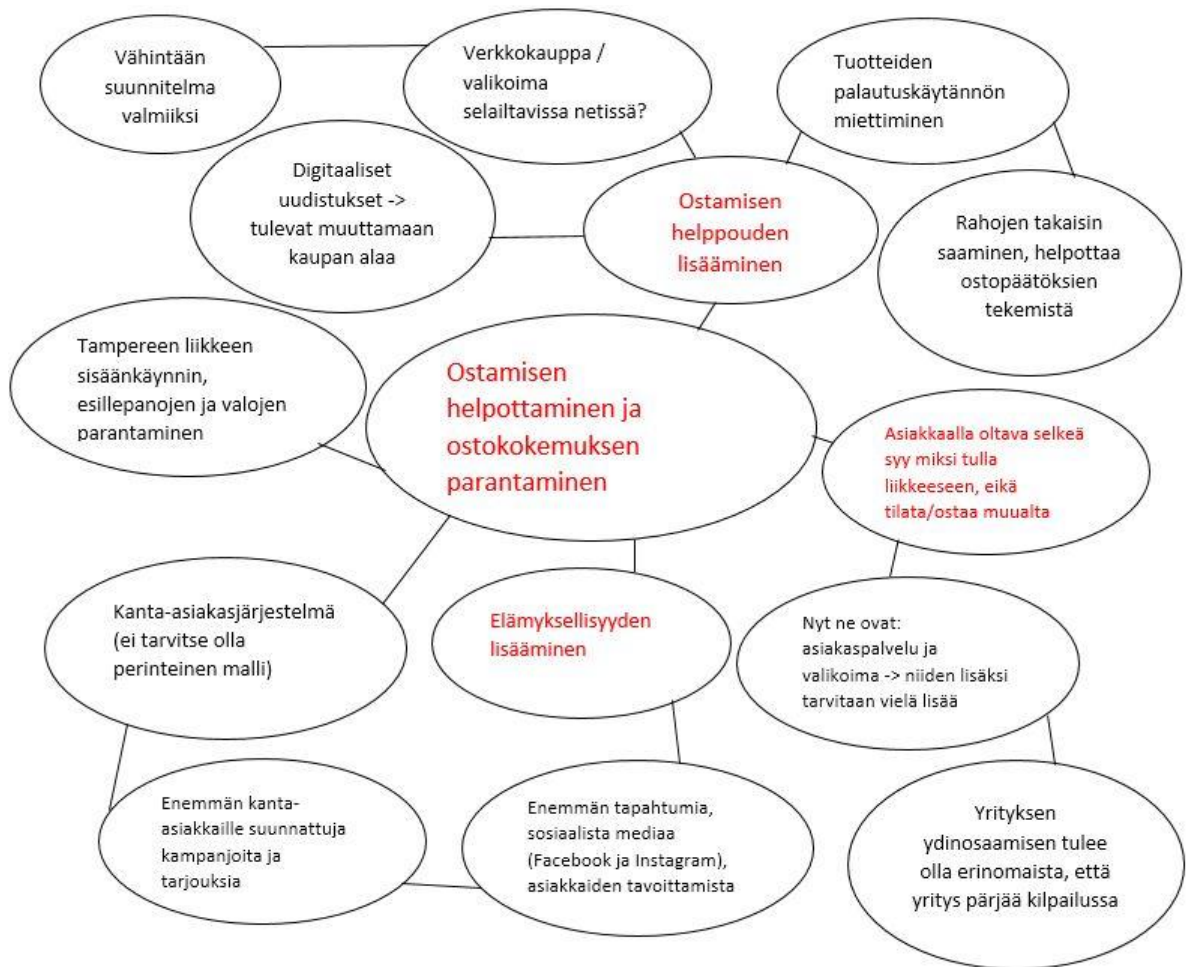 Vähintään
suunnitelma
valmiiksi
Verkkokauppa /
valikoima
selailtavissa netissä?
Tuotteiden
palautuskäytännön
miettiminen
Digitaaliset
uudistukset ->
tulevat muuttamaan
kaupan alaa
Ostamisen
helppouden
lisääminen
Rahojen takaisin
saaminen, helpottaa
ostopäätöksien
tekemistä
Tampereen liikkeen
sisäänkäynnin,
esillepanojen ja valojen
parantaminen
Ostamisen
helpottaminen ja
ostokokemuksen
parantaminen
Asiakkaalla oltava selkeä
syy miksi tulla
liikkeeseen, eikä
tilata/ostaa muualta
Kanta-asiakasjärjestelmä
(ei tarvitse olla
perinteinen malli)
Elämyksellisyyden
lisääminen
Nyt ne ovat:
asiakaspalvelu ja
valikoima -> niiden lisäksi
tarvitaan vielä lisää
Enemmän kanta-
asiakkaille suunnattuja
kampanjoita ja
tarjouksia
Enemmän tapahtumia,
sosiaalista mediaa
(Facebook ja Instagram),
asiakkaiden tavoittamista
Yrityksen
ydinosaamisen tulee
olla erinomaista, että
yritys pärjää kilpailussa